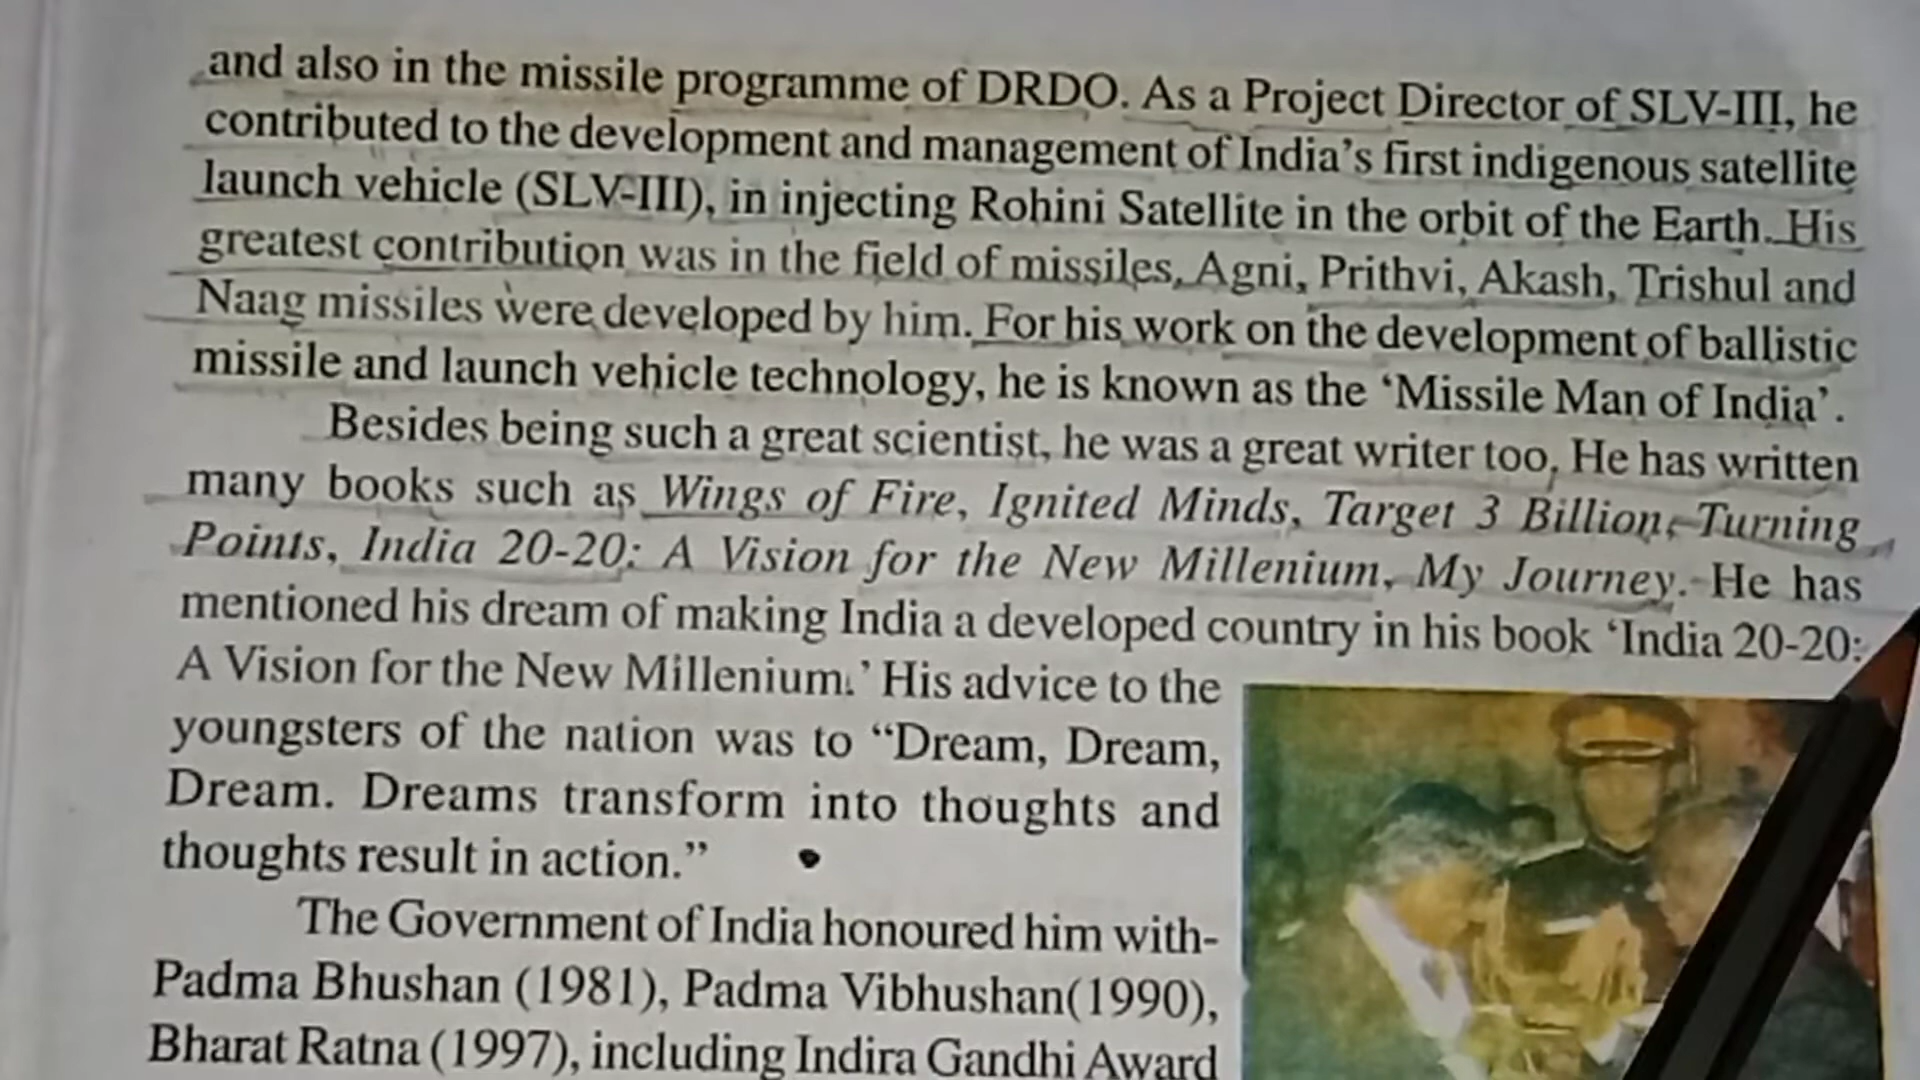 and also in the missile programme of DRDO. As a Project Director of SLV-III, he
contributed to the development and management of India's first indigenous satellite
launch vehicle (SLV-III), in injecting Rohini Satellite in the orbit of the Earth. His
greatest contribution was in the field of missiles, Agni, Prithvi, Akash, Trishul and
Naag missiles were developed by him. For his work on the development of ballistic
missile and launch vehicle technology, he is known as the ‘Missile Man of India’.
Besides being such a great scientist, he was a great writer too, He has written
many books such as Wings of Fire, Ignited Minds, Target 3 Billion, Turning
Points, India 20-20: A Vision for the New Millenium, My Journey. He has
mentioned his dream of making India a developed country in his book ‘India 20-20:
A Vision for the New Millenium.’ His advice to the
youngsters of the nation was to “Dream, Dream,
Dream. Dreams transform into thoughts and
thoughts result in action.”
The Government of India honoured him with-
Padma Bhushan (1981), Padma Vibhushan(1990),
Bharat Ratna (1997), including Indira Gandhi Award